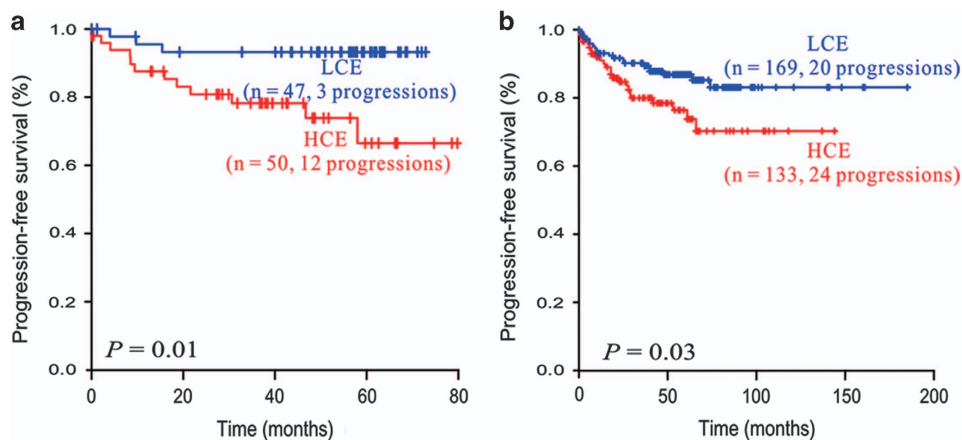 a
Progression-free survival (%)
1.0
0.8
0.6
0.4
0.2
0.0
LCE
(n = 47, 3 progressions)
HCE
(n = 50, 12 progressions)
P = 0.01
0 20 40 60 80
Time (months)
b
Progression-free survival (%)
1.0
0.8
0.6
0.4
0.2
0.0
LCE
(n = 169, 20 progressions)
HCE
(n = 133, 24 progressions)
P = 0.03
0 50 100 150 200
Time (months)